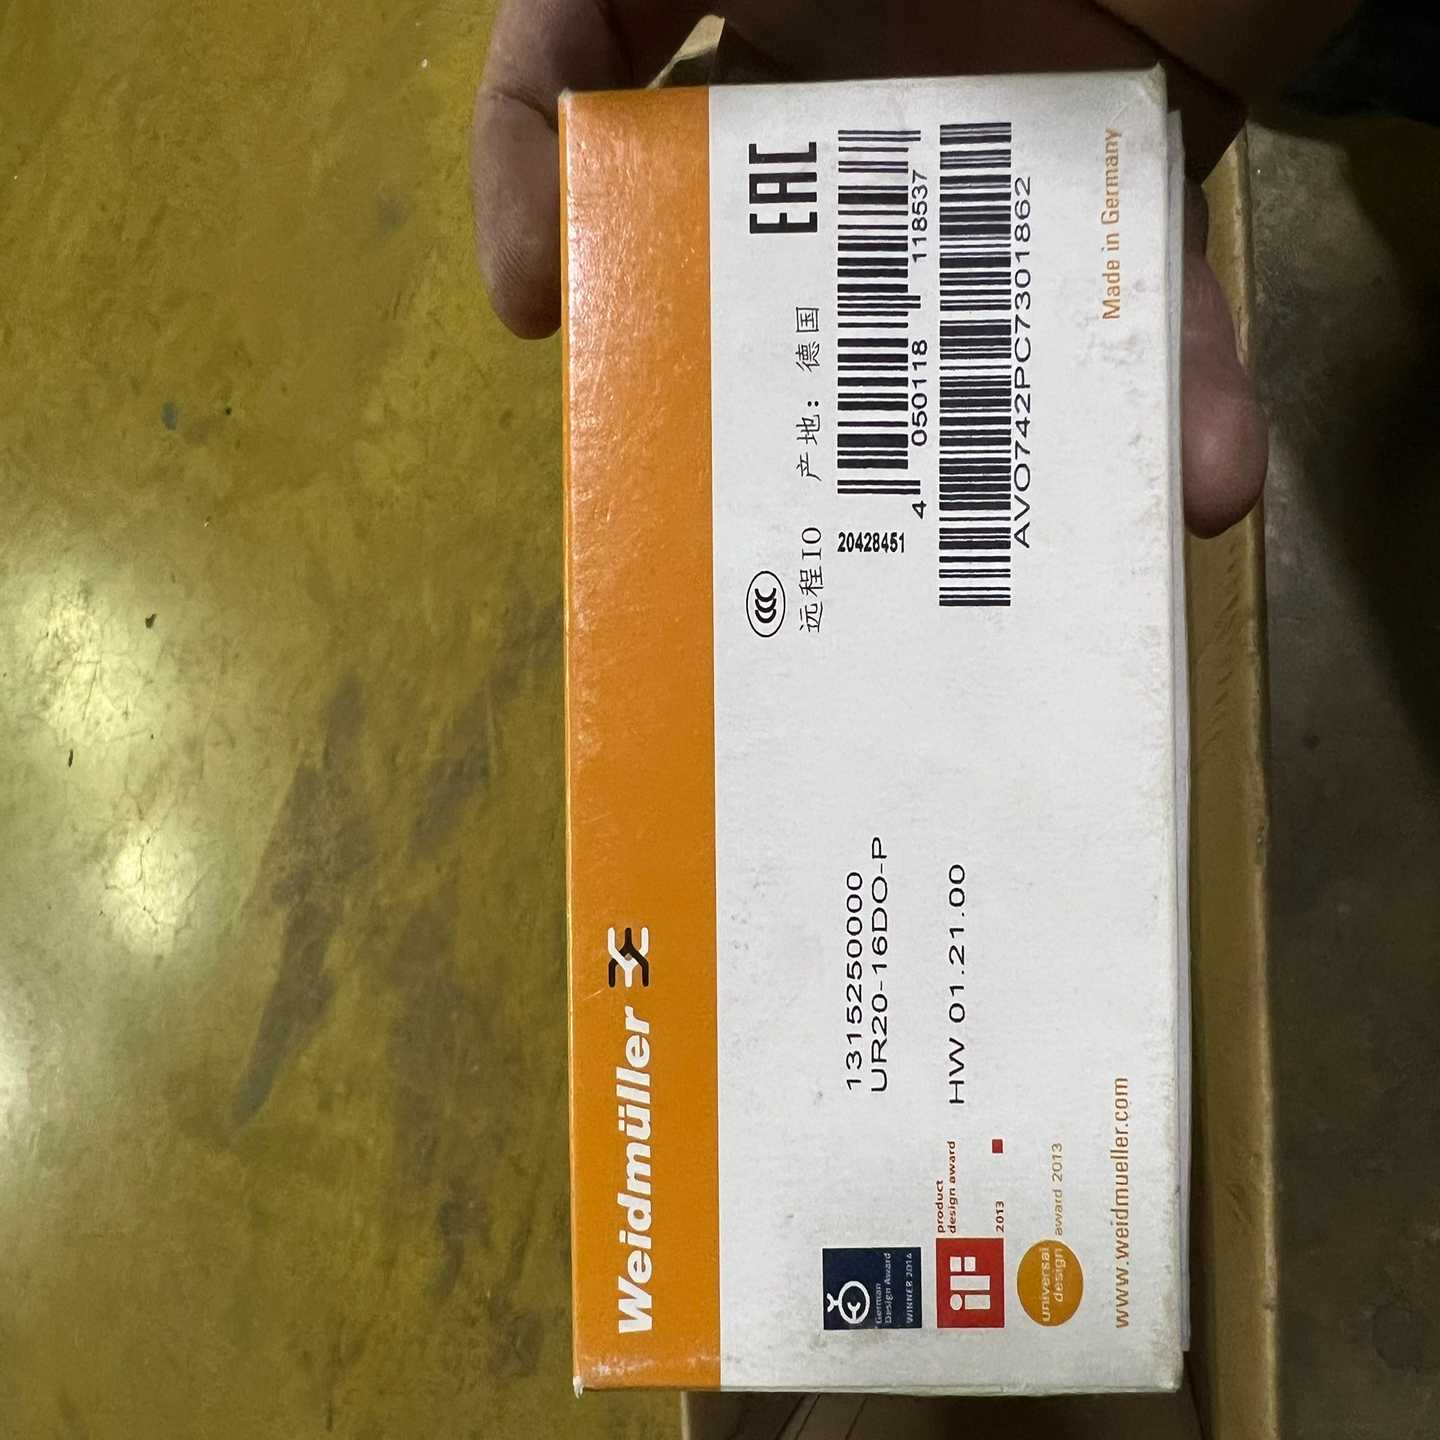 Weidmüller
EAC
CCC
远程IO 产地: 德国
1315250000
UR20-16DO-P
20428451
4 050118 118537
HW 01.21.00
AVO742PC7301862
German
Design Award
WINNER 2014
iF
product
design award
2013
universal
design
award 2013
www.weidmueller.com
Made in Germany